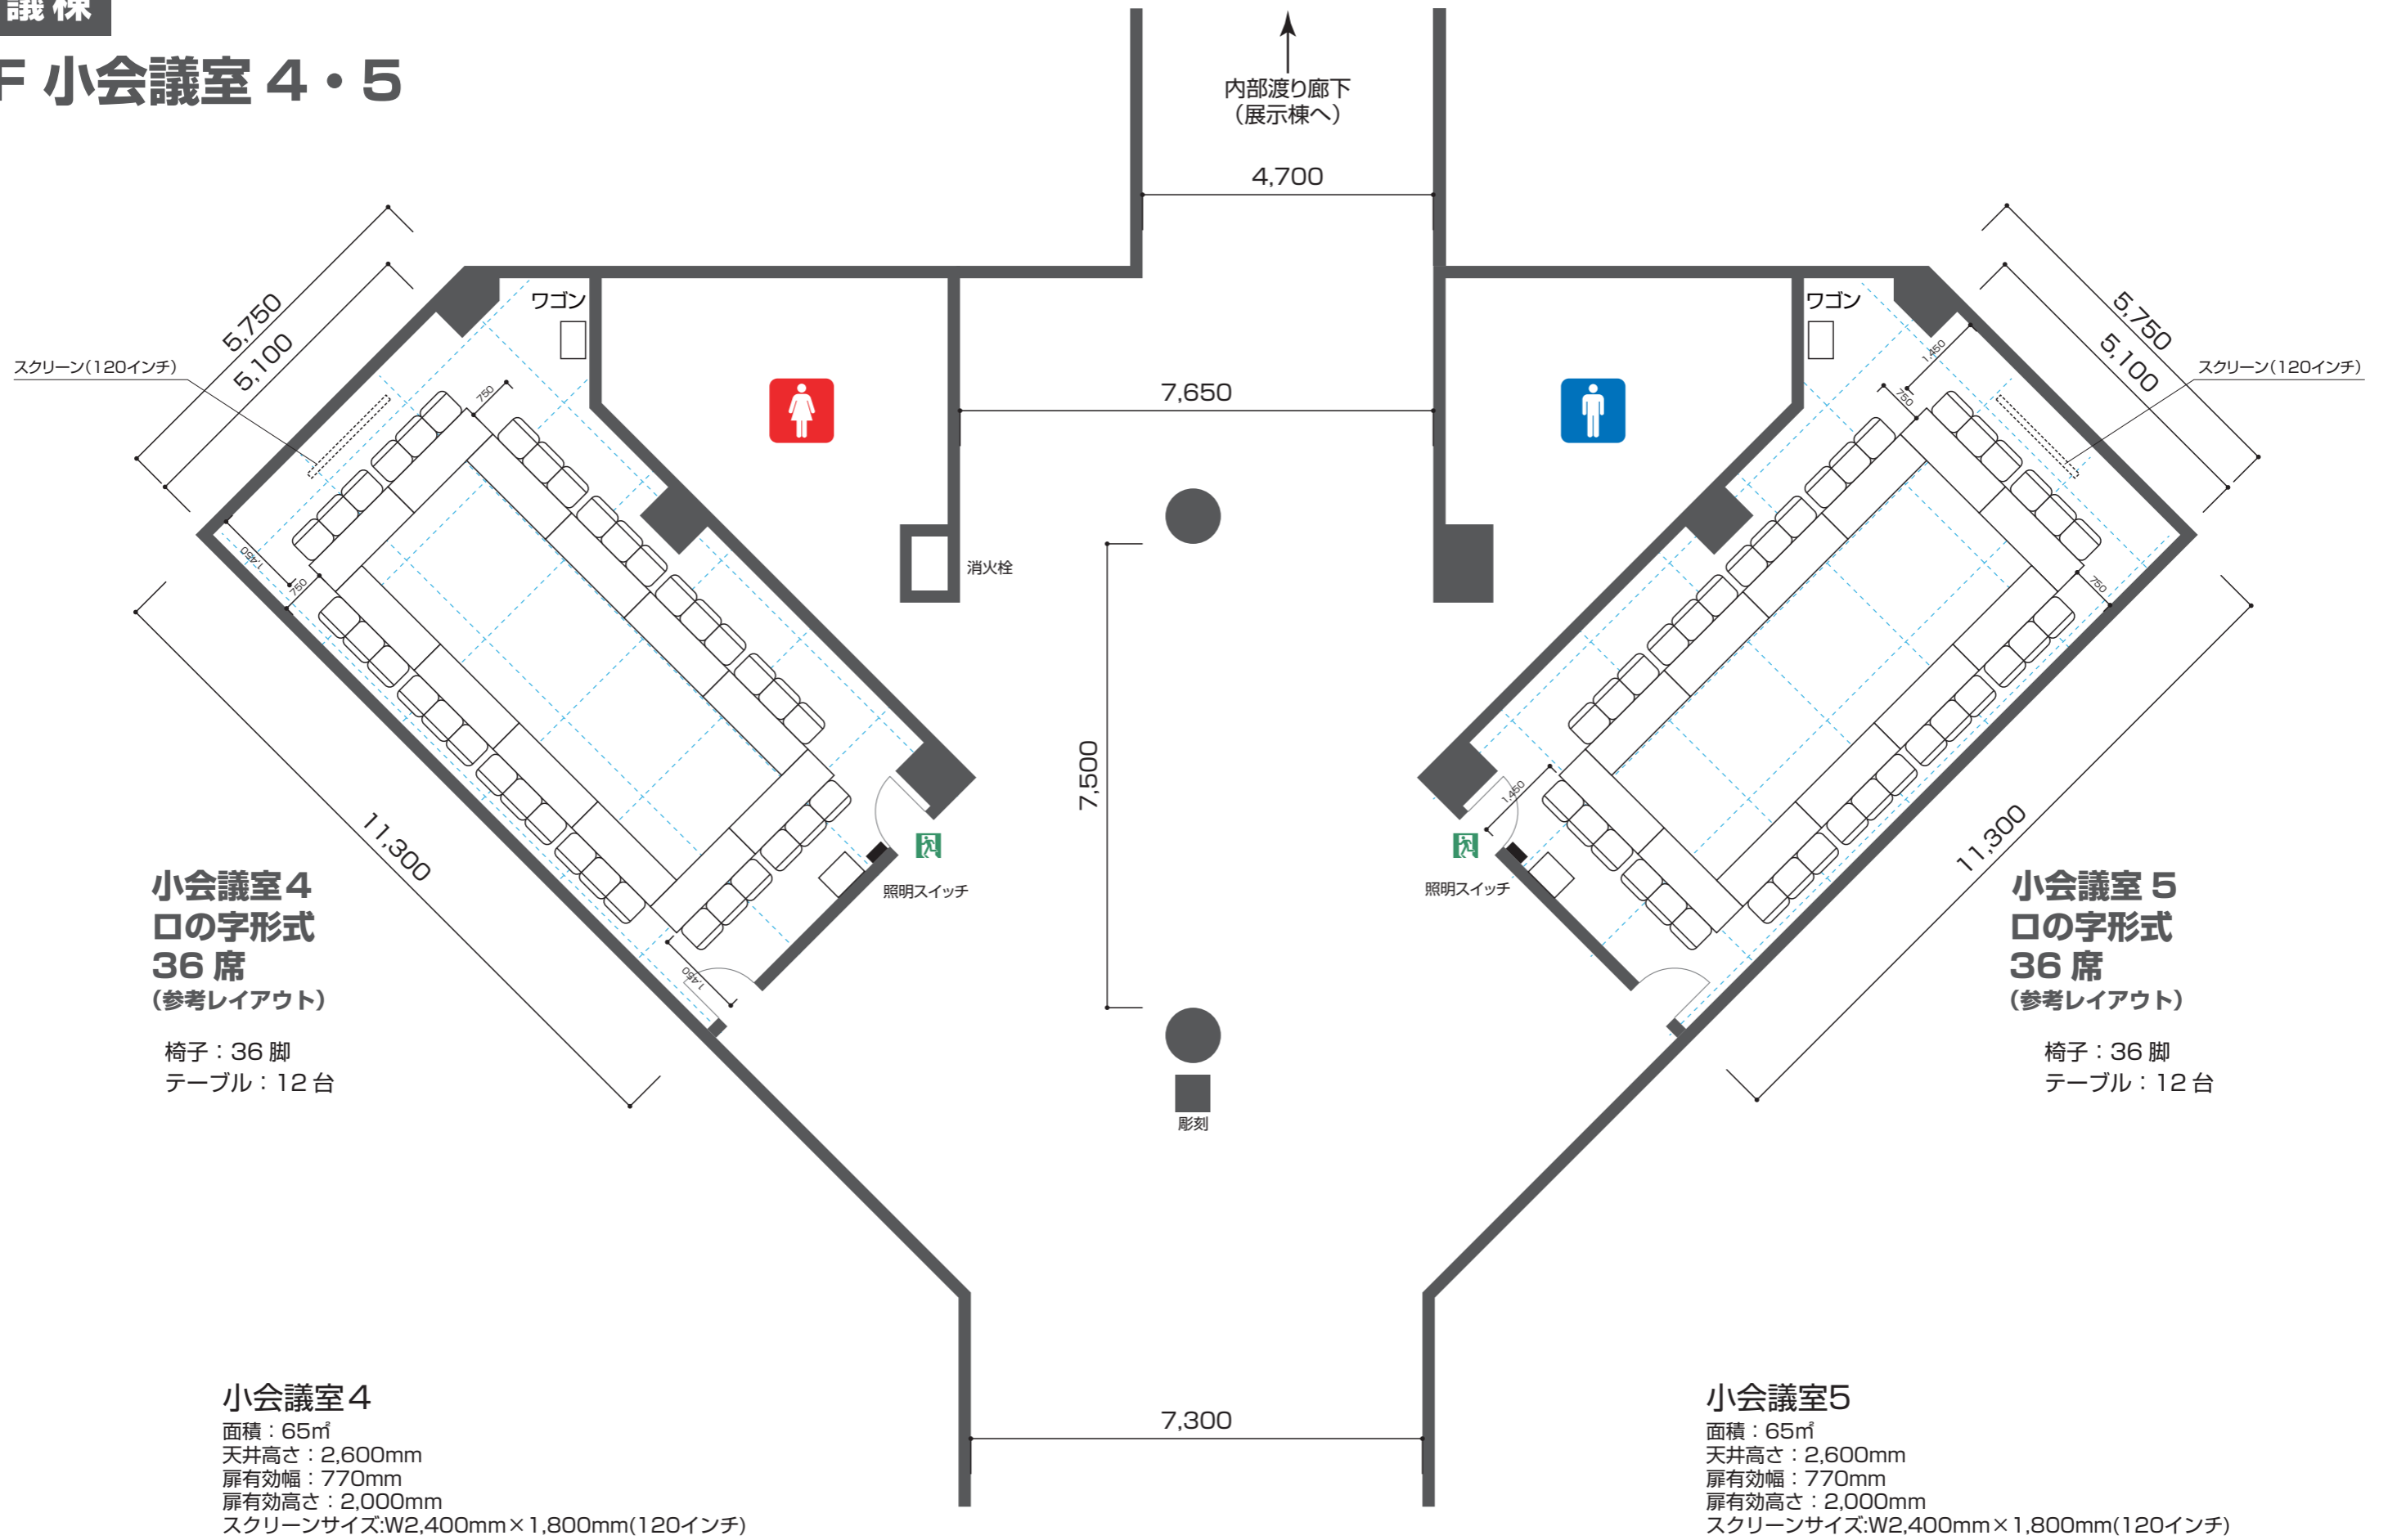 議棟
F 小会議室 4・5
内部渡り廊下
（展示棟へ）
4,700
5,750
5,100
ワゴン
ワゴン
5,750
5,100
スクリーン（120インチ）
スクリーン（120インチ）
7,650
750
1,450
750
消火栓
1,450
750
750
7,500
1,450
11,300
11,300
照明スイッチ
照明スイッチ
1,450
小会議室4
ロの字形式
36 席
（参考レイアウト）
椅子：36 脚
テーブル：12 台
小会議室 5
ロの字形式
36 席
（参考レイアウト）
椅子：36 脚
テーブル：12 台
彫刻
7,300
小会議室4
面積：65㎡
天井高さ：2,600mm
扉有効幅：770mm
扉有効高さ：2,000mm
スクリーンサイズ:W2,400mm×1,800mm(120インチ)
小会議室5
面積：65㎡
天井高さ：2,600mm
扉有効幅：770mm
扉有効高さ：2,000mm
スクリーンサイズ:W2,400mm×1,800mm(120インチ)